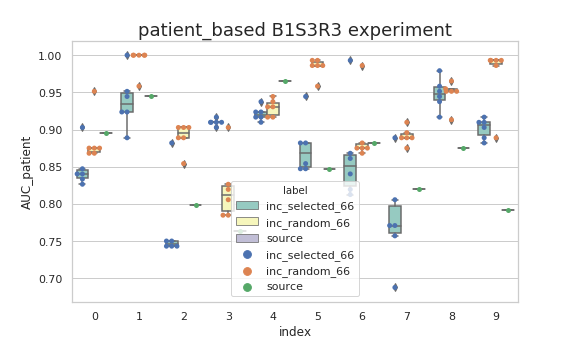 patient_based B1S3R3 experiment
AUC_patient
1.00
0.95
0.90
0.85
0.80
0.75
0.70
label
inc_selected_66
inc_random_66
source
inc_selected_66
inc_random_66
source
0 1 2 3 4 5 6 7 8 9
index